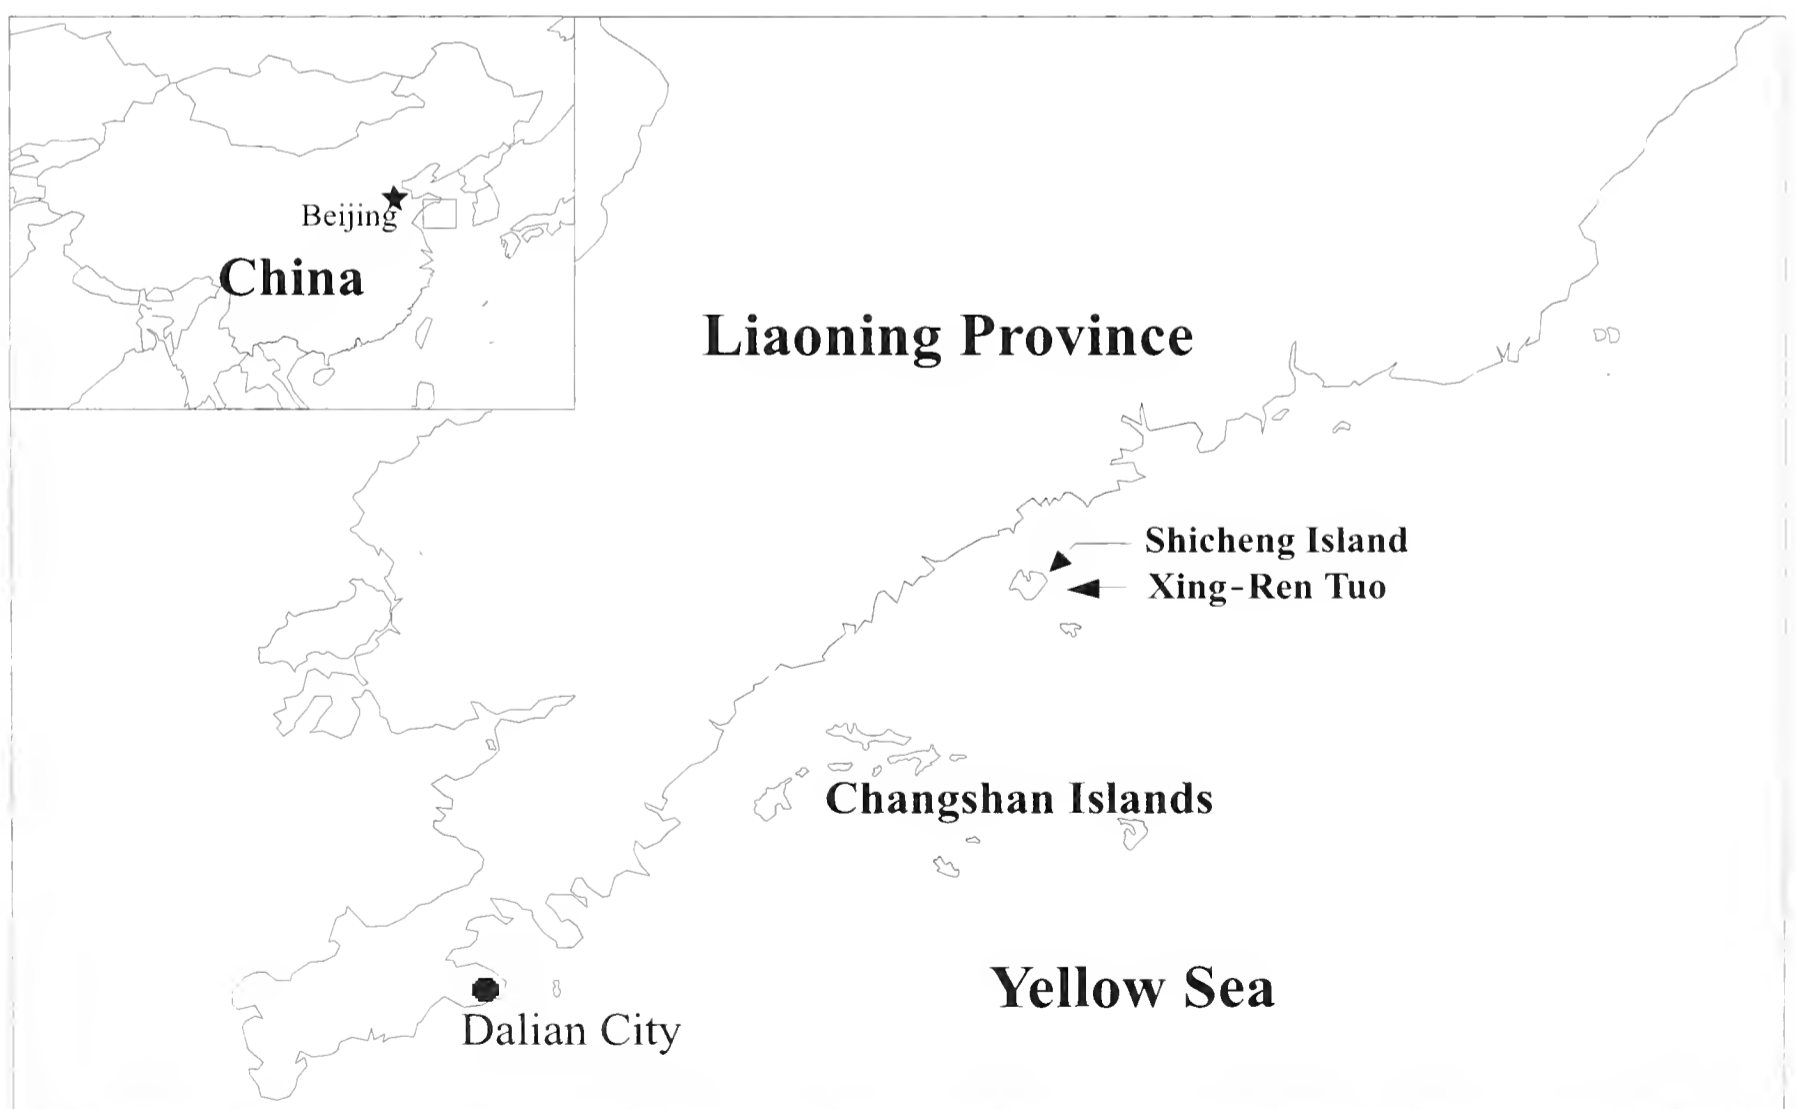 Beijing
China
Liaoning Province
Shicheng Island
Xing-Ren Tuo
Changshan Islands
Yellow Sea
Dalian City